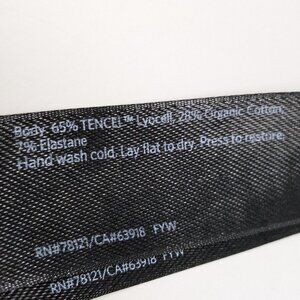 Body: 65% TENCEL™ Lyocell, 28% Organic Cotton,
7% Elastane
Hand wash cold. Lay flat to dry. Press to restore.
RN#78121/CA#63918 FYW
RN#78121/CA#63918 FYW